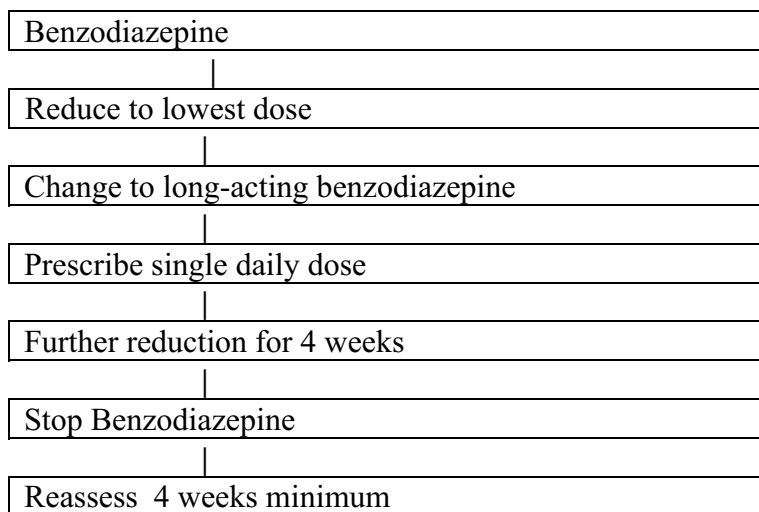 Benzodiazepine
Reduce to lowest dose
Change to long-acting benzodiazepine
Prescribe single daily dose
Further reduction for 4 weeks
Stop Benzodiazepine
Reassess  4 weeks minimum